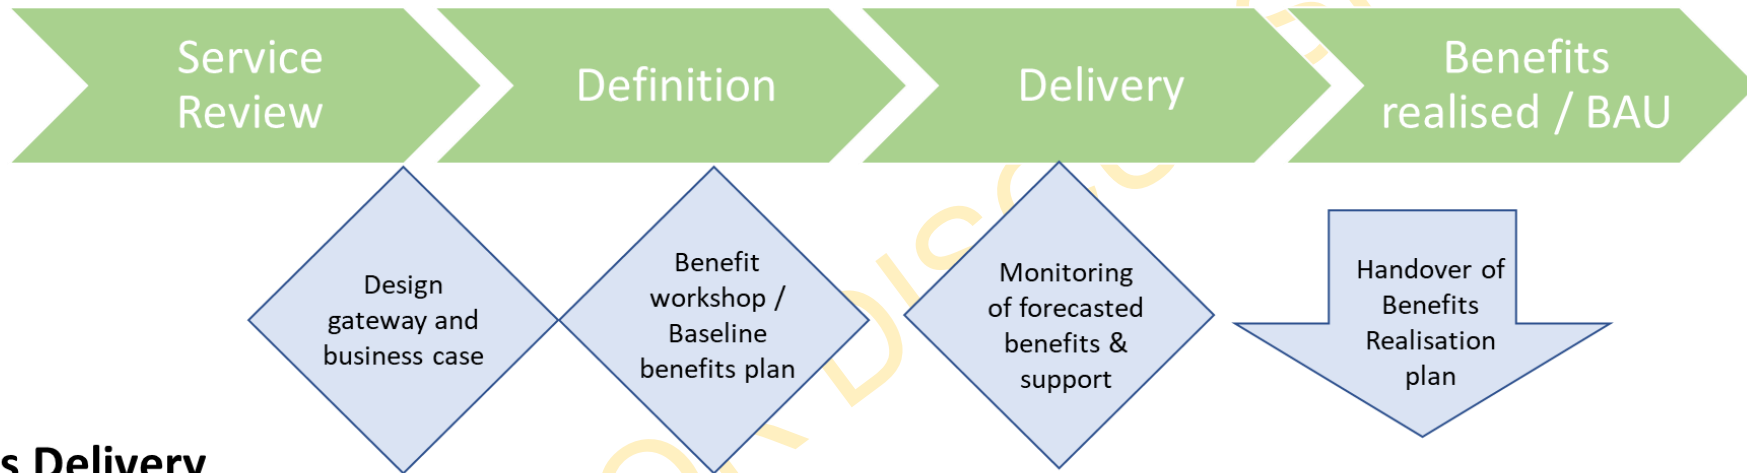 Service
Review
Definition
Delivery
Benefits
realised / BAU
Design
gateway and
business case
Benefit
workshop /
Baseline
benefits plan
Monitoring
of forecasted
benefits &
support
Handover of
Benefits
Realisation
plan
s Delivery